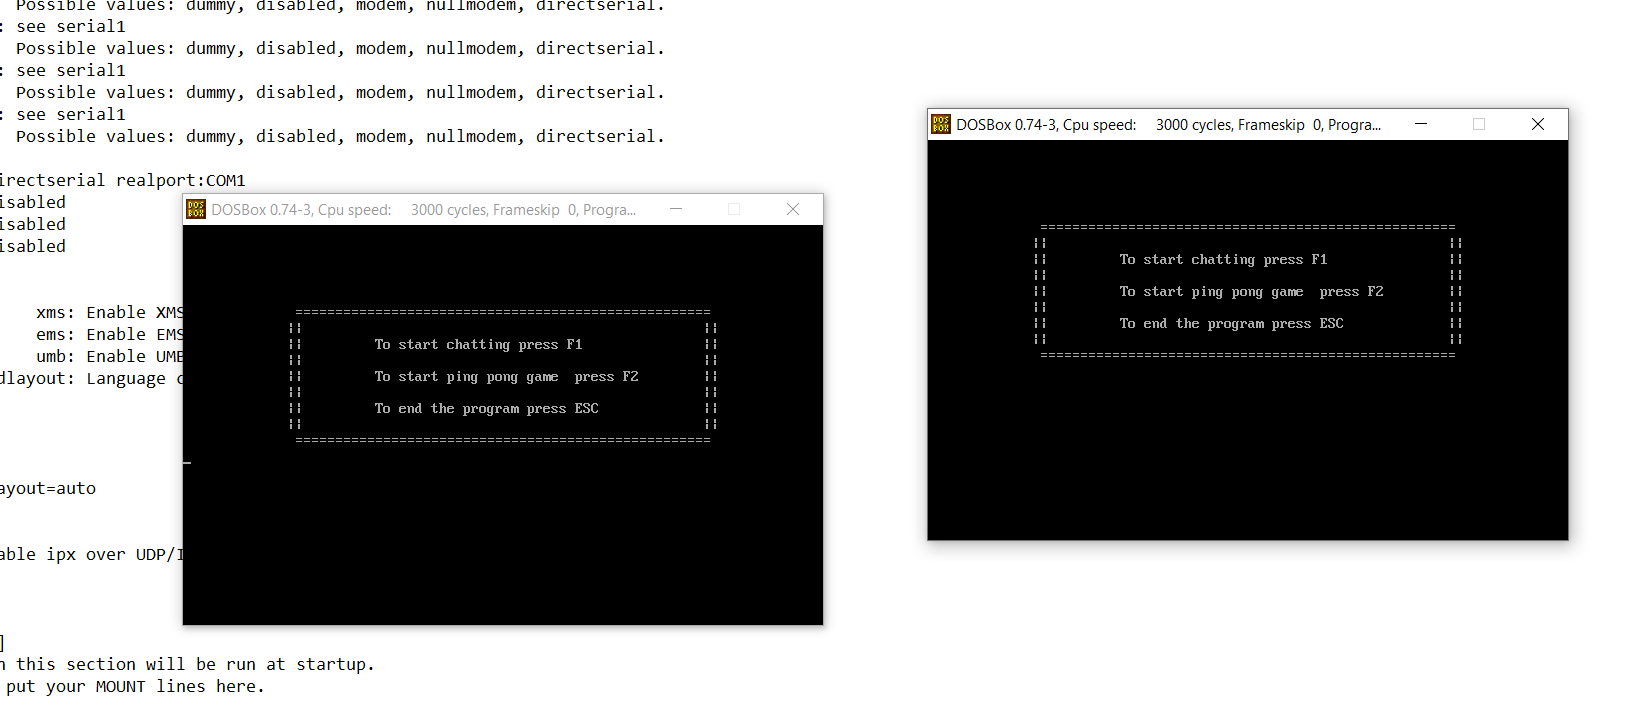 Possible values: dummy, disabled, modem, nullmodem, directserial.
: see serial1
Possible values: dummy, disabled, modem, nullmodem, directserial.
: see serial1
Possible values: dummy, disabled, modem, nullmodem, directserial.
: see serial1
Possible values: dummy, disabled, modem, nullmodem, directserial.
irectserial realport:COM1
isabled
isabled
isabled
xms: Enable XMS
ems: Enable EMS
umb: Enable UMB
dlayout: Language c
ayout=auto
able ipx over UDP/I
]
n this section will be run at startup.
put your MOUNT lines here.
DOSBox 0.74-3, Cpu speed: 3000 cycles, Frameskip 0, Progra...
====================================================
|| ||
|| To start chatting press F1 ||
|| ||
|| To start ping pong game  press F2 ||
|| ||
|| To end the program press ESC ||
|| ||
====================================================
DOSBox 0.74-3, Cpu speed: 3000 cycles, Frameskip 0, Progra...
====================================================
|| ||
|| To start chatting press F1 ||
|| ||
|| To start ping pong game  press F2 ||
|| ||
|| To end the program press ESC ||
|| ||
====================================================